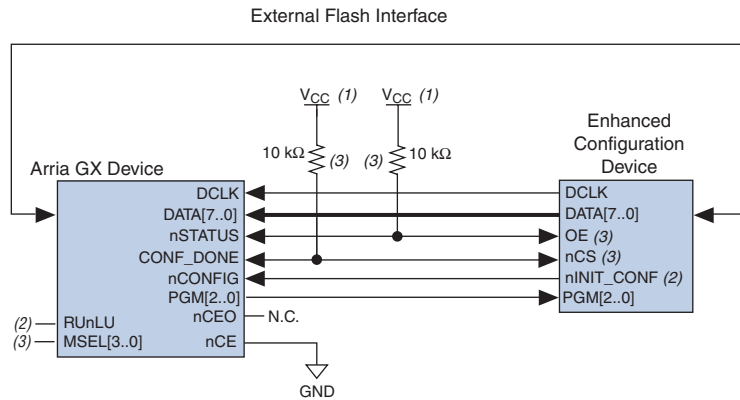 External Flash Interface
VCC (1)
VCC (1)
10 kΩ
(3)
(3)
10 kΩ
Enhanced
Configuration
Device
Arria GX Device
DCLK
DATA[7..0]
nSTATUS
CONF_DONE
nCONFIG
PGM[2..0]
nCEO
N.C.
nCE
(2)
RUnLU
(3)
MSEL[3..0]
GND
DCLK
DATA[7..0]
OE (3)
nCS (3)
nINIT_CONF (2)
PGM[2..0]